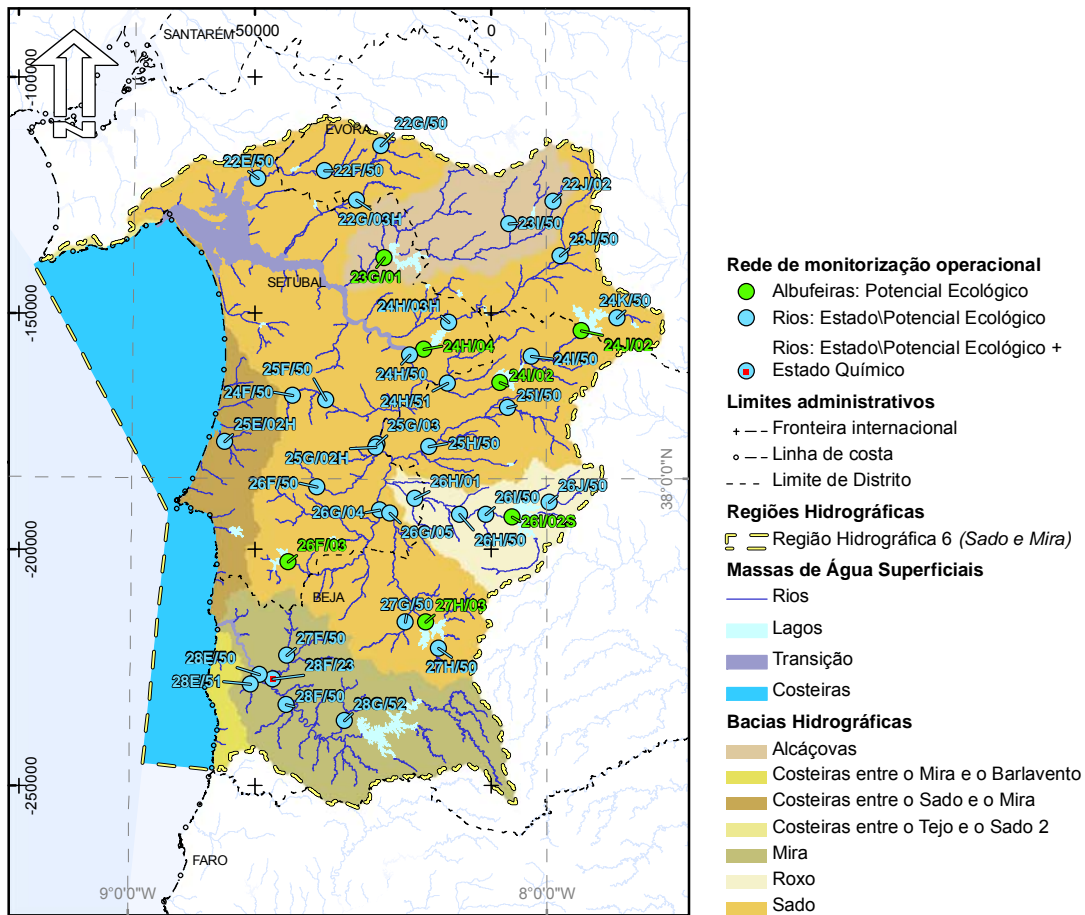 SANTARÉM
-50000
0
-100000
-150000
-200000
-250000
N
ÉVORA
22G/50
22E/50
22F/50
22J/02
22G/03H
23I/50
23J/50
23G/01
SETÚBAL
24H/03H
24K/50
24H/04
24J/02
25F/50
24H/50
24I/50
24F/50
24H/51
24I/02
25I/50
25E/02H
25G/03
25G/02H
25H/50
38°0'0"N
26F/50
26H/01
26I/50
26J/50
26G/04
26G/05
26H/50
26I/02S
26F/03
BEJA
27G/50
27H/03
27F/50
28E/50
28F/23
27H/50
28E/51
28F/50
28G/52
FARO
9°0'0"W
8°0'0"W
Rede de monitorização operacional
Albufeiras: Potencial Ecológico
Rios: Estado\Potencial Ecológico
Rios: Estado\Potencial Ecológico +
Estado Químico
Limites administrativos
Fronteira internacional
Linha de costa
Limite de Distrito
Regiões Hidrográficas
Região Hidrográfica 6 (Sado e Mira)
Massas de Água Superficiais
Rios
Lagos
Transição
Costeiras
Bacias Hidrográficas
Alcáçovas
Costeiras entre o Mira e o Barlavento
Costeiras entre o Sado e o Mira
Costeiras entre o Tejo e o Sado 2
Mira
Roxo
Sado